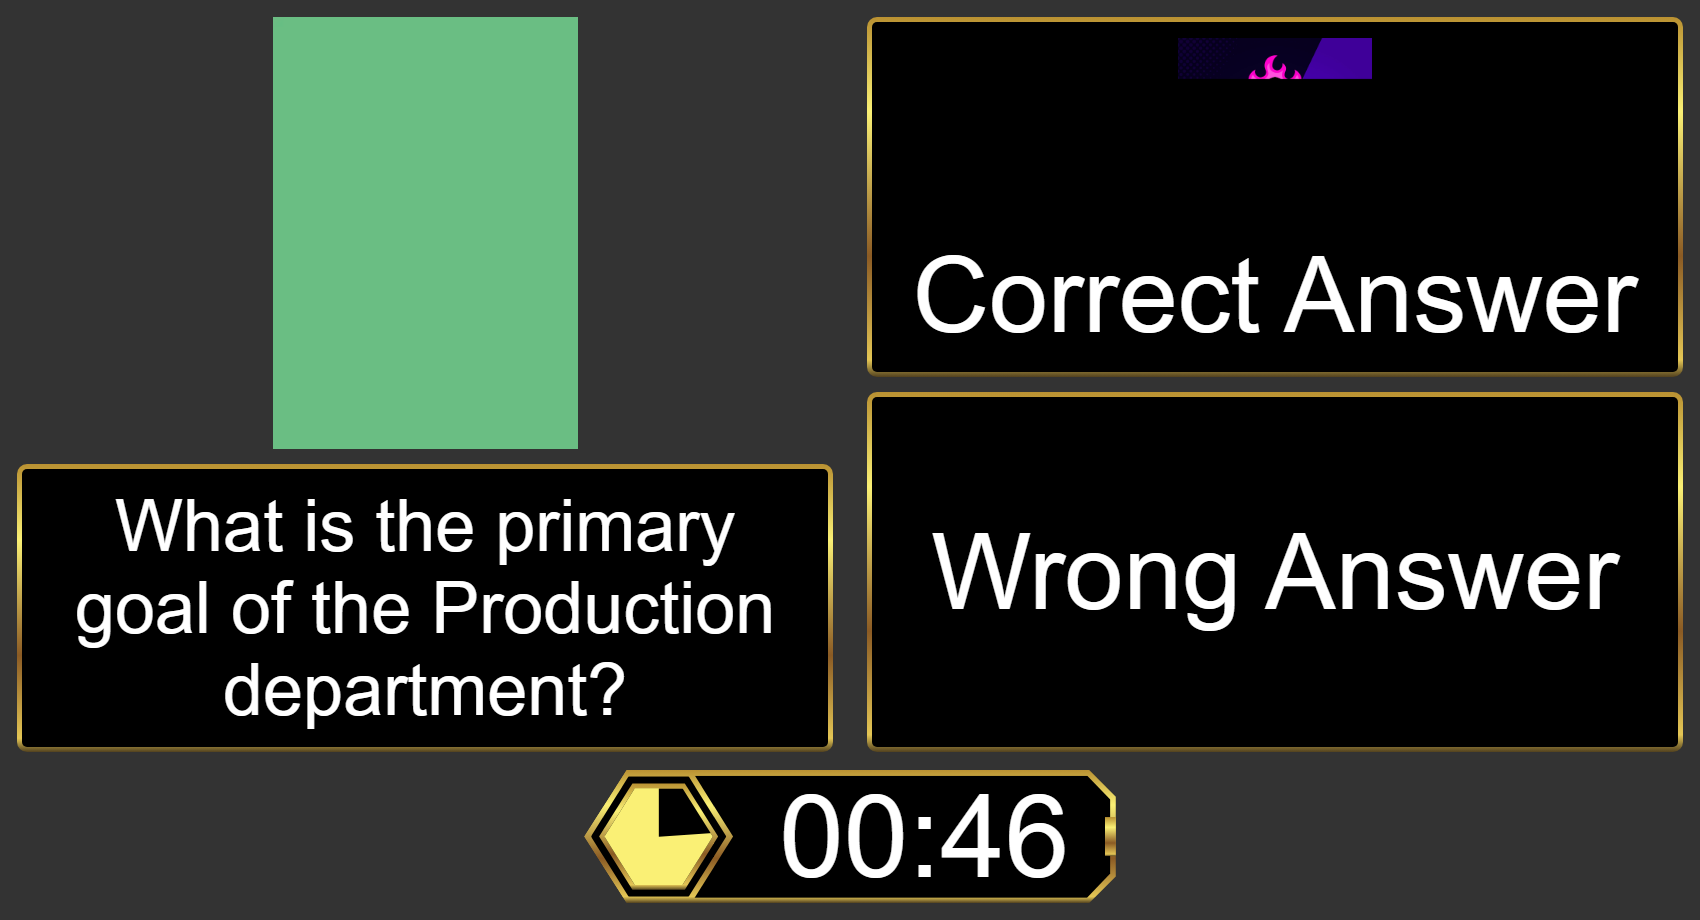 What is the primary
goal of the Production
department?
Correct Answer
Wrong Answer
00:46